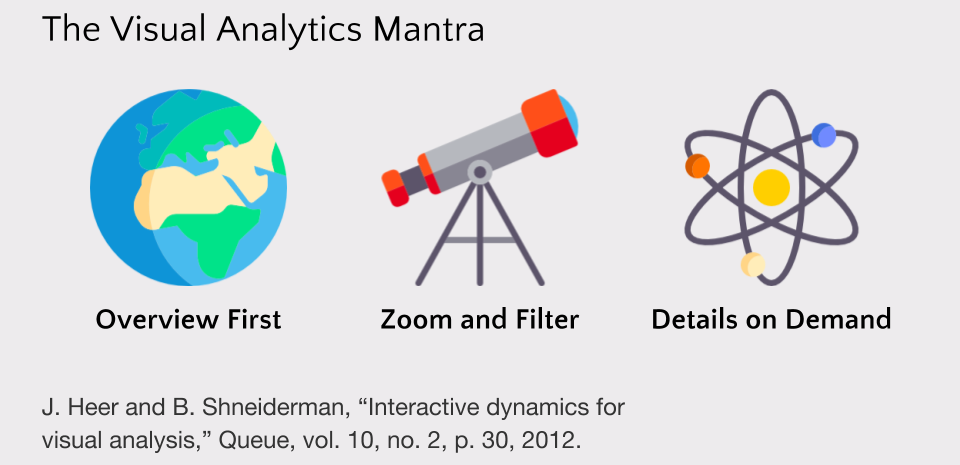 The Visual Analytics Mantra
Overview First
Zoom and Filter
Details on Demand
J. Heer and B. Shneiderman, “Interactive dynamics for
visual analysis,” Queue, vol. 10, no. 2, p. 30, 2012.